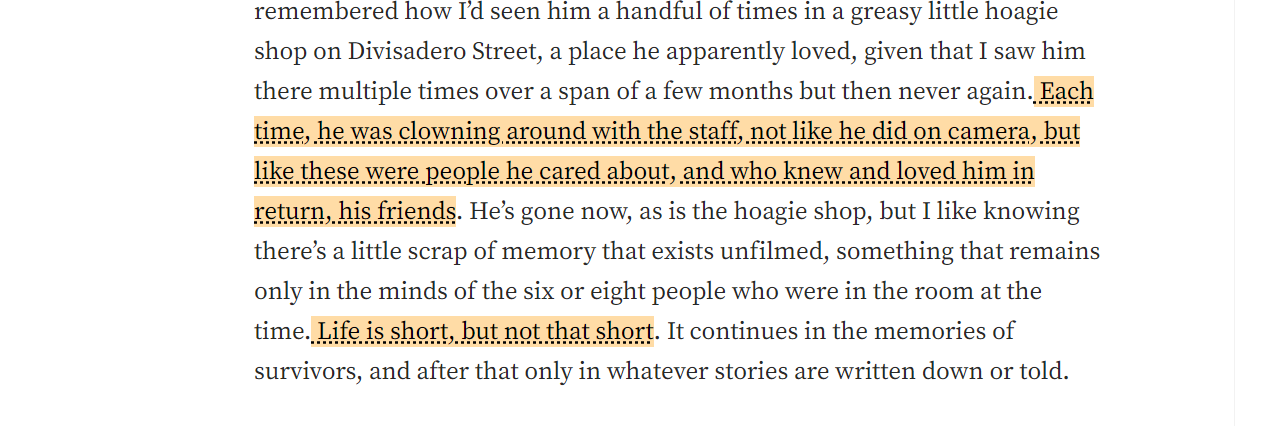 remembered how I’d seen him a handful of times in a greasy little hoagie
shop on Divisadero Street, a place he apparently loved, given that I saw him
there multiple times over a span of a few months but then never again. Each
time, he was clowning around with the staff, not like he did on camera, but
like these were people he cared about, and who knew and loved him in
return, his friends. He’s gone now, as is the hoagie shop, but I like knowing
there’s a little scrap of memory that exists unfilmed, something that remains
only in the minds of the six or eight people who were in the room at the
time. Life is short, but not that short. It continues in the memories of
survivors, and after that only in whatever stories are written down or told.